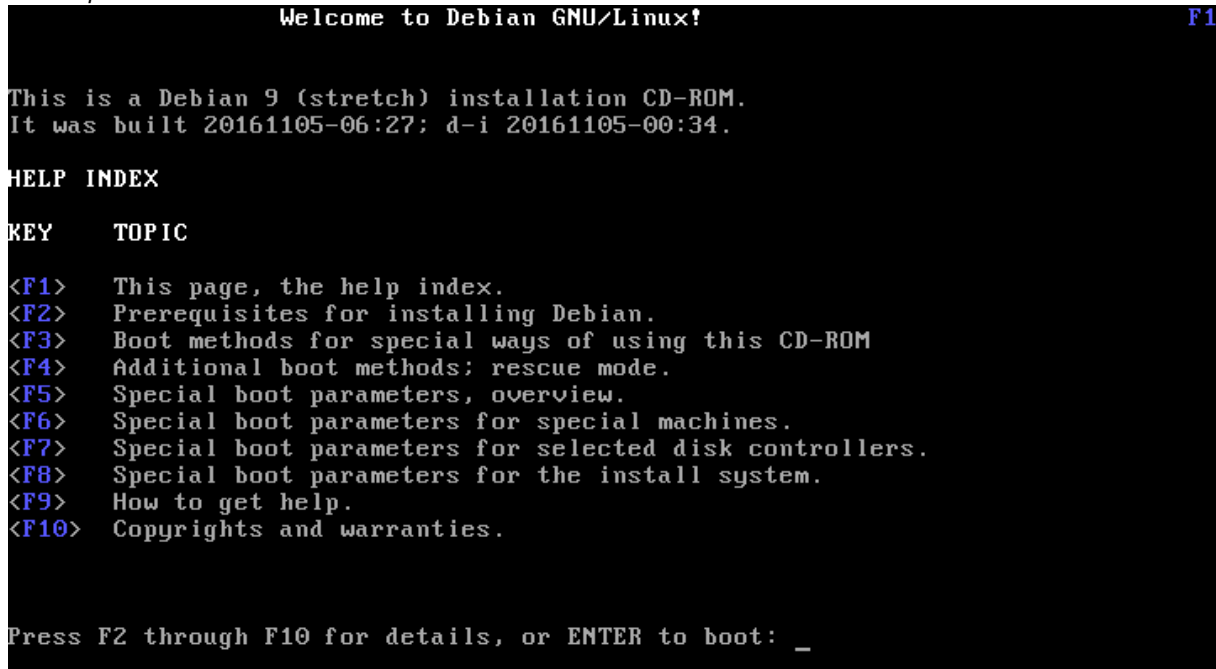 Welcome to Debian GNU/Linux! F1
This is a Debian 9 (stretch) installation CD-ROM.
It was built 20161105-06:27; d-i 20161105-00:34.
HELP INDEX
KEY TOPIC
<F1> This page, the help index.
<F2> Prerequisites for installing Debian.
<F3> Boot methods for special ways of using this CD-ROM
<F4> Additional boot methods; rescue mode.
<F5> Special boot parameters, overview.
<F6> Special boot parameters for special machines.
<F7> Special boot parameters for selected disk controllers.
<F8> Special boot parameters for the install system.
<F9> How to get help.
<F10> Copyrights and warranties.
Press F2 through F10 for details, or ENTER to boot: _